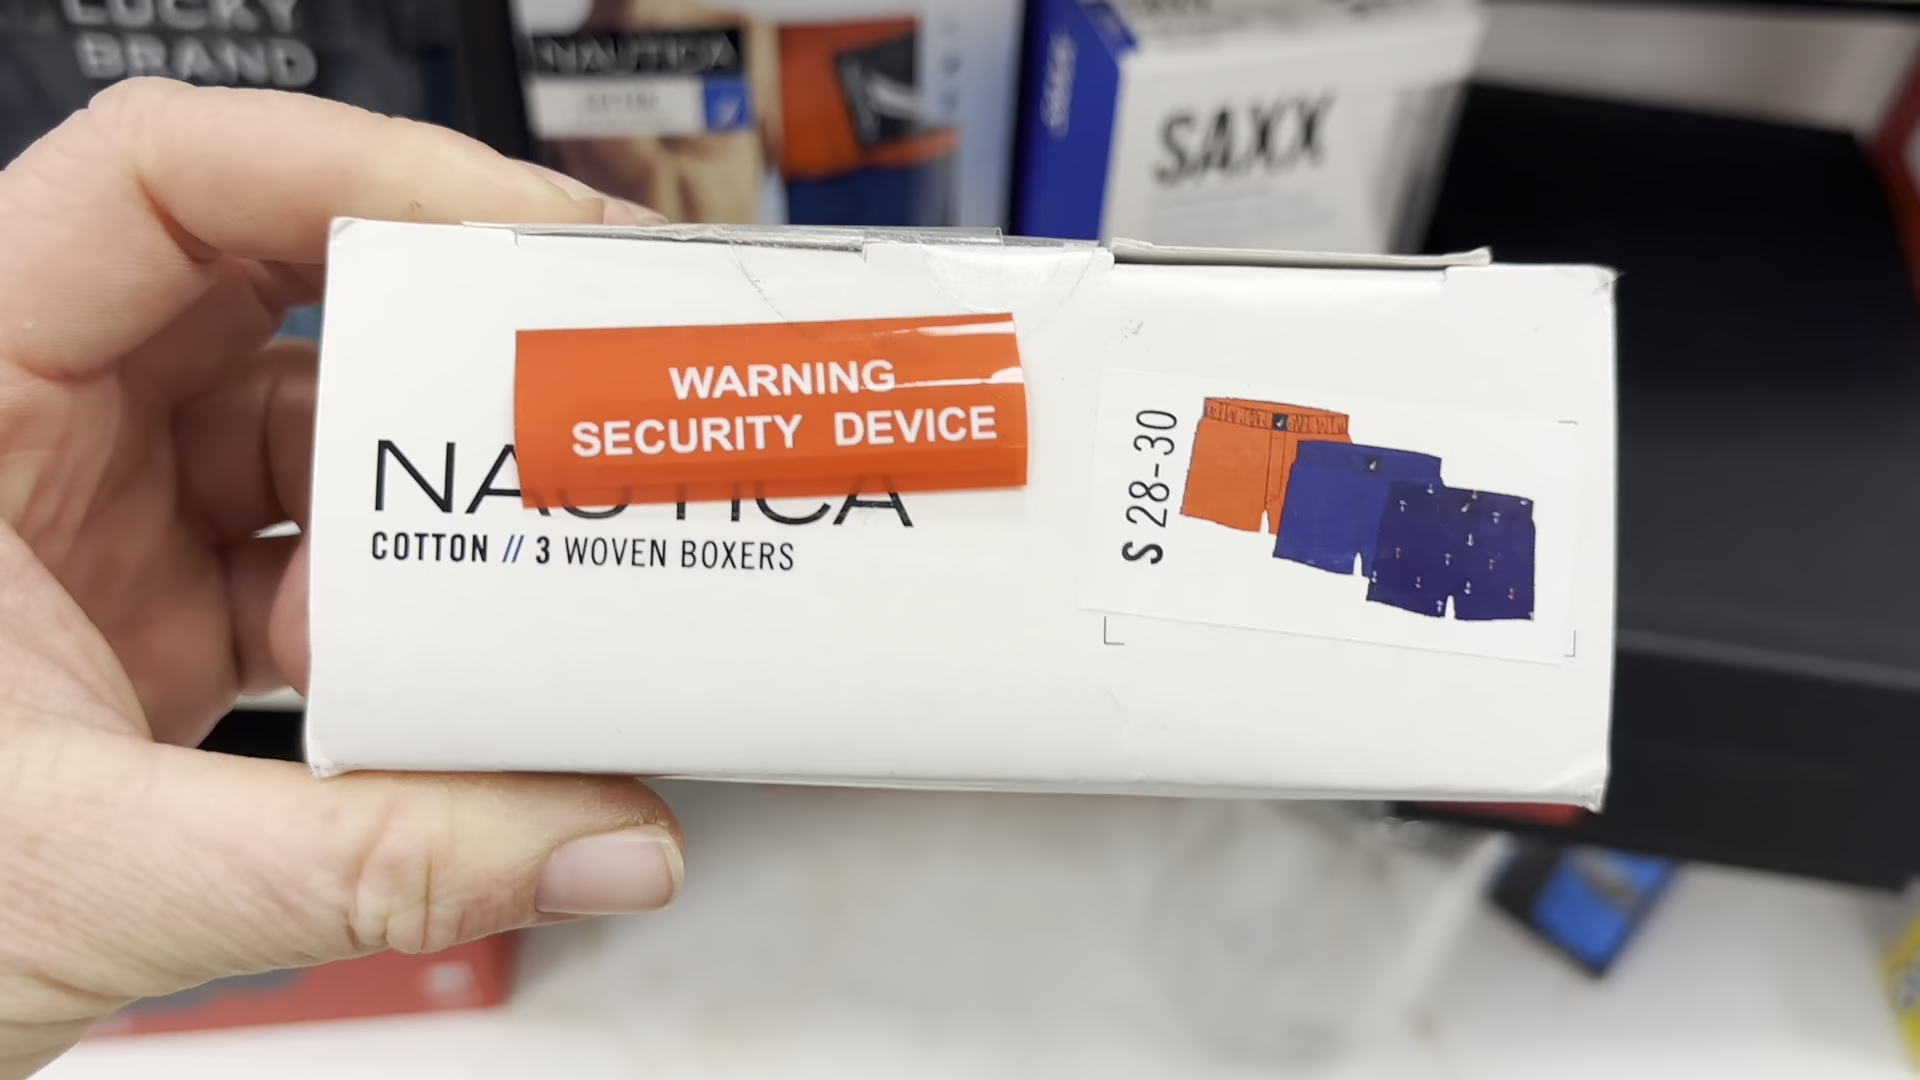 LUCKY
BRAND
NAUTICA
SAXX
WARNING
SECURITY DEVICE
NAUTICA
COTTON // 3 WOVEN BOXERS
S 28-30